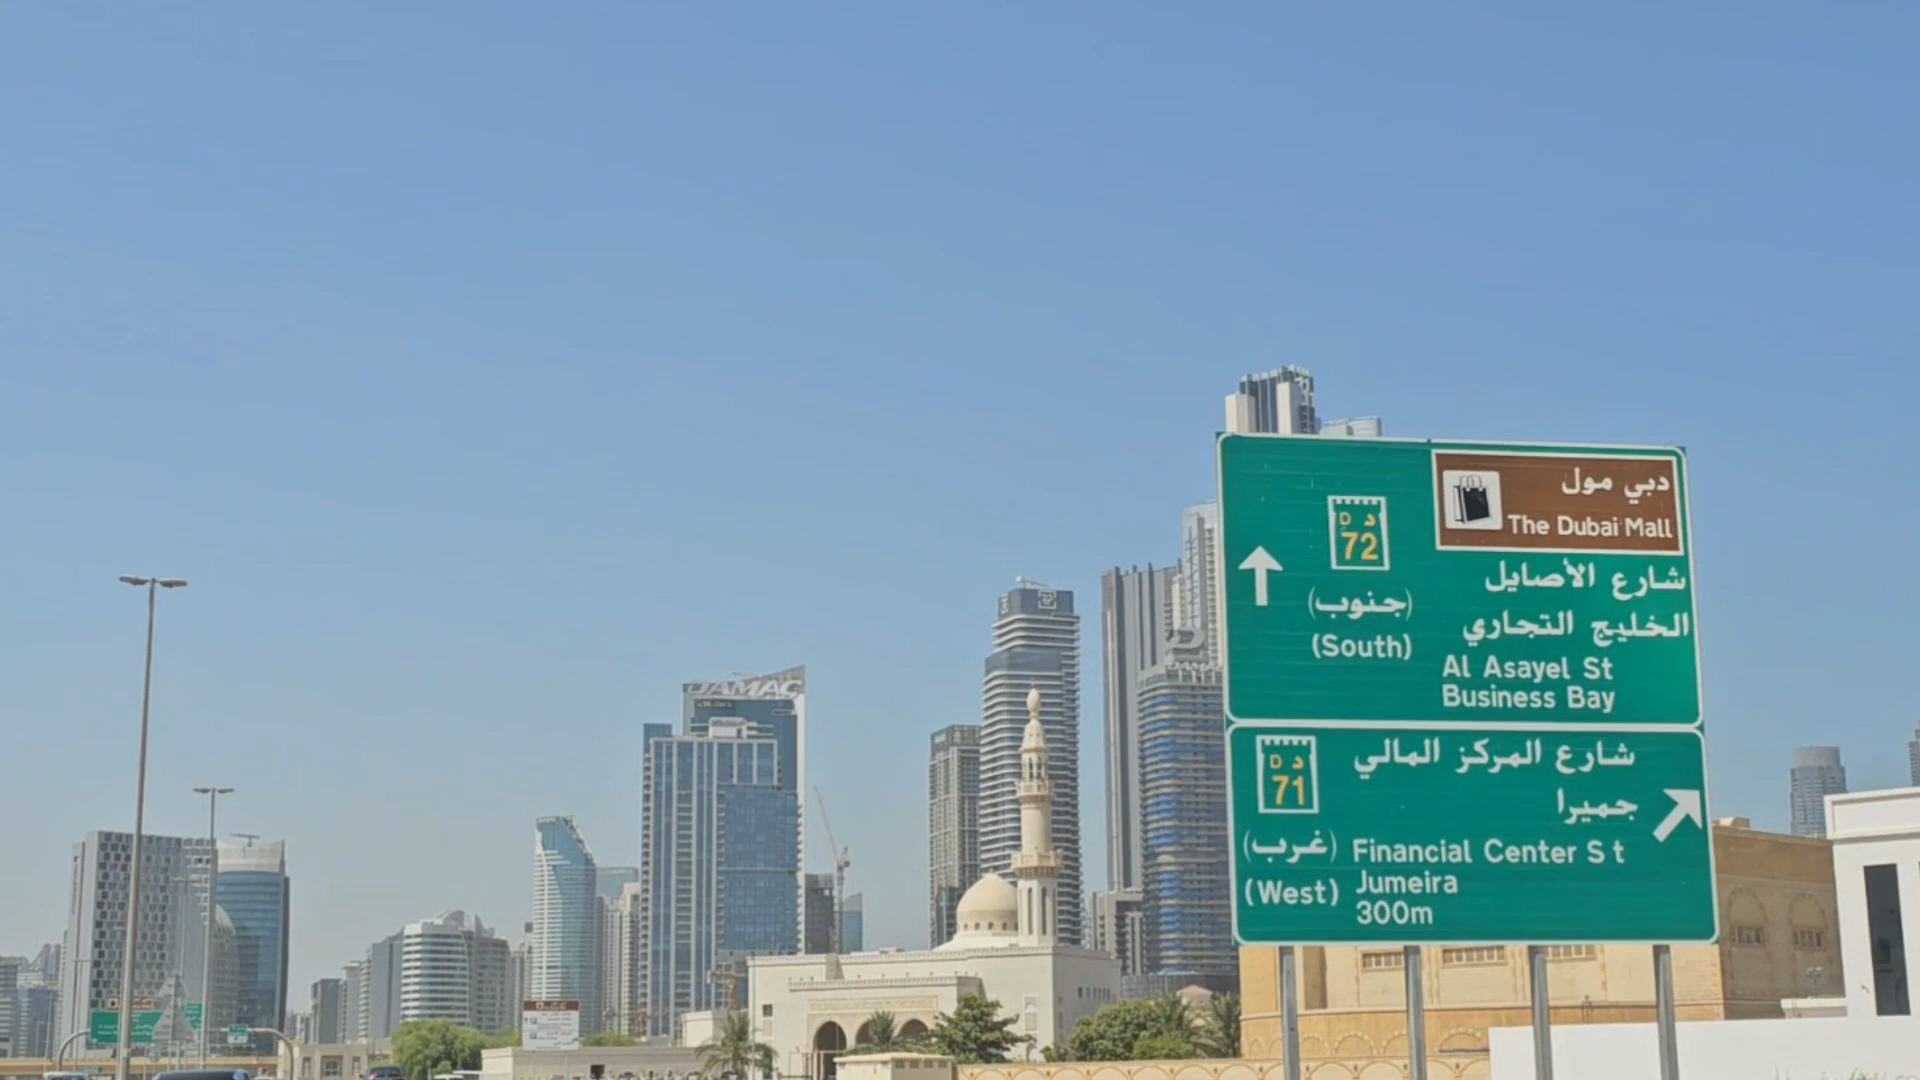 دبي مول
The Dubai Mall
D د
72
(جنوب)
(South)
شارع الأصايل
الخليج التجاري
Al Asayel St
Business Bay
D د
71
(غرب)
(West)
شارع المركز المالي
جميرا
Financial Center St
Jumeira
300m
DAMAC